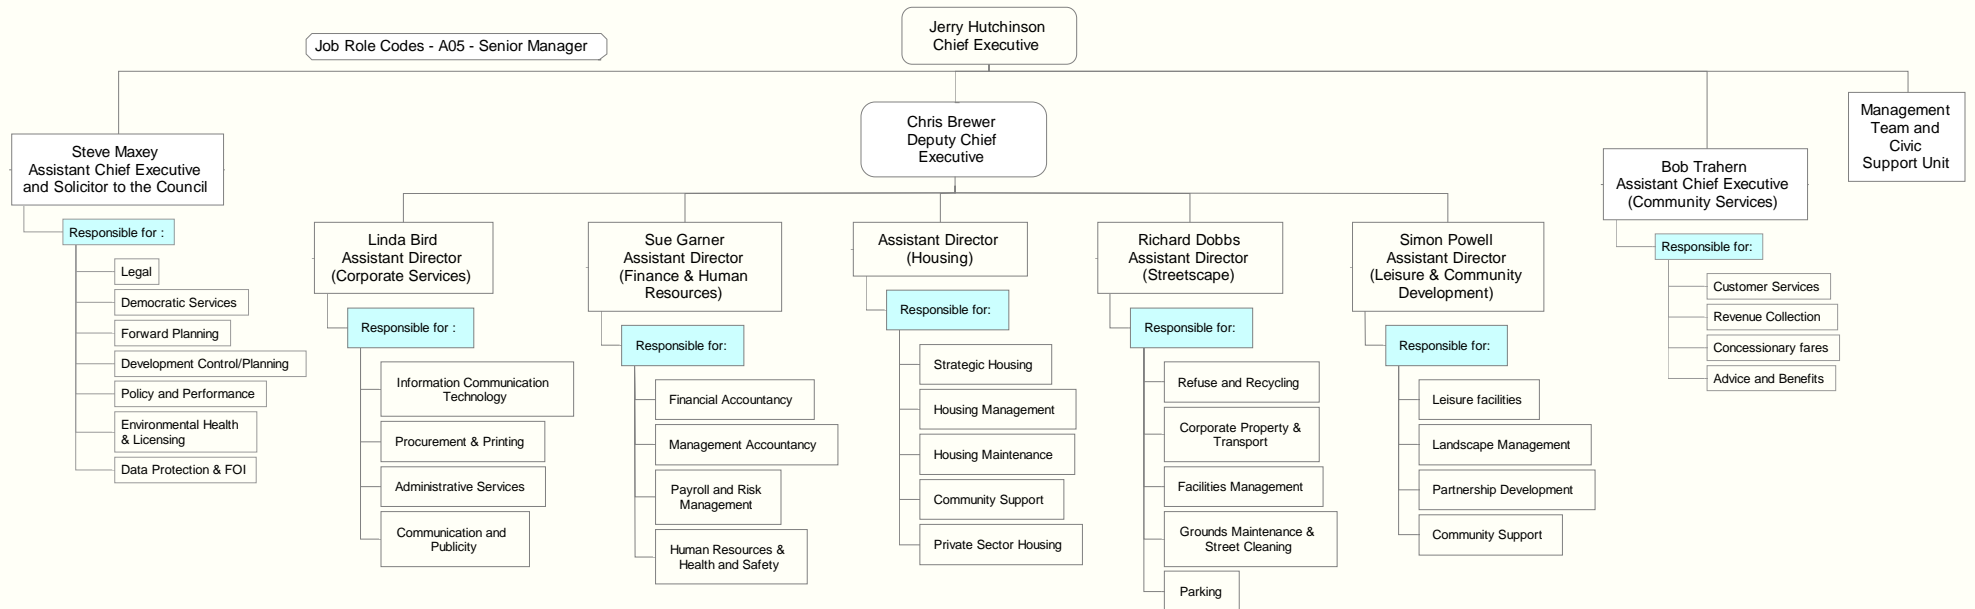 Jerry Hutchinson
Chief Executive
Job Role Codes - A05 - Senior Manager
Chris Brewer
Deputy Chief
Executive
Management
Team and
Civic
Support Unit
Steve Maxey
Assistant Chief Executive
and Solicitor to the Council
Responsible for :
Legal
Democratic Services
Forward Planning
Development Control/Planning
Policy and Performance
Environmental Health
& Licensing
Data Protection & FOI
Linda Bird
Assistant Director
(Corporate Services)
Responsible for :
Information Communication
Technology
Procurement & Printing
Administrative Services
Communication and
Publicity
Sue Garner
Assistant Director
(Finance & Human
Resources)
Responsible for:
Financial Accountancy
Management Accountancy
Payroll and Risk
Management
Human Resources &
Health and Safety
Assistant Director
(Housing)
Responsible for:
Strategic Housing
Housing Management
Housing Maintenance
Community Support
Private Sector Housing
Richard Dobbs
Assistant Director
(Streetscape)
Responsible for:
Refuse and Recycling
Corporate Property &
Transport
Facilities Management
Grounds Maintenance &
Street Cleaning
Parking
Simon Powell
Assistant Director
(Leisure & Community
Development)
Responsible for:
Leisure facilities
Landscape Management
Partnership Development
Community Support
Bob Trahern
Assistant Chief Executive
(Community Services)
Responsible for:
Customer Services
Revenue Collection
Concessionary fares
Advice and Benefits